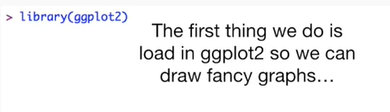 > library(ggplot2)
The first thing we do is
load in ggplot2 so we can
draw fancy graphs...